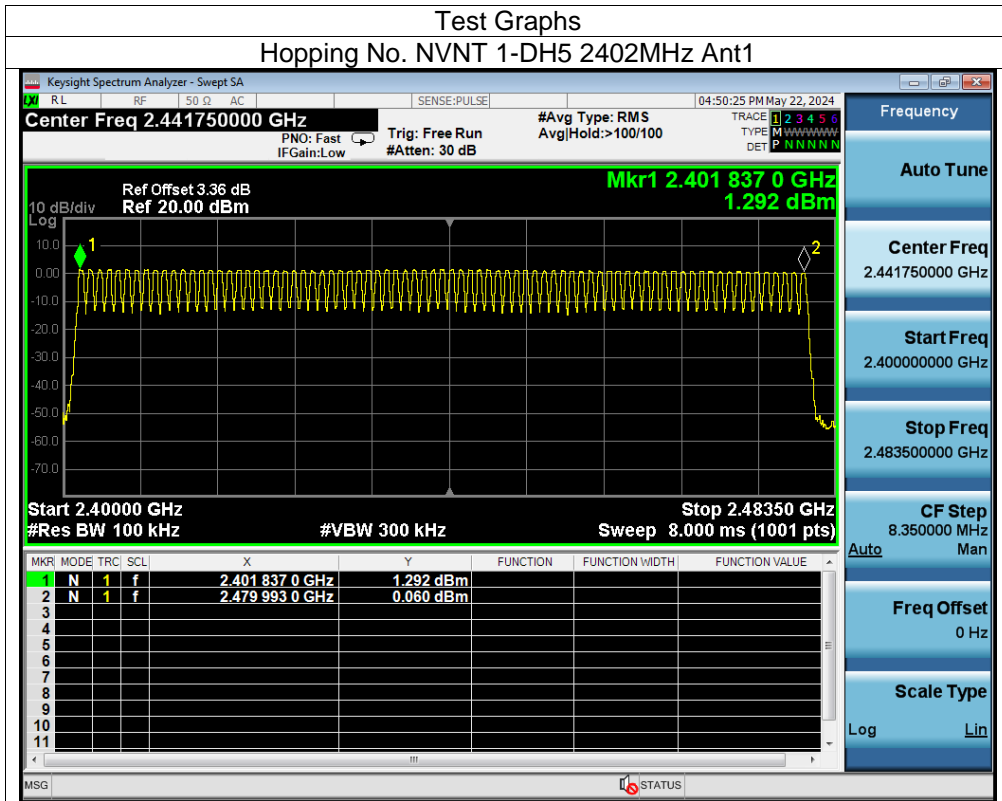 Test Graphs
Hopping No. NVNT 1-DH5 2402MHz Ant1
Keysight Spectrum Analyzer - Swept SA
LXI RL RF 50 Ω AC SENSE:PULSE 04:50:25 PM May 22, 2024
Center Freq 2.441750000 GHz
PNO: Fast
IFGain:Low
Trig: Free Run
#Atten: 30 dB
#Avg Type: RMS
Avg|Hold:>100/100
TRACE 1 2 3 4 5 6
TYPE M WWWWW
DET P N N N N N
Ref Offset 3.36 dB
10 dB/div Ref 20.00 dBm
Log
Mkr1 2.401 837 0 GHz
1.292 dBm
10.0
0.00
-10.0
-20.0
-30.0
-40.0
-50.0
-60.0
-70.0
1
2
Start 2.40000 GHz Stop 2.48350 GHz
#Res BW 100 kHz #VBW 300 kHz Sweep 8.000 ms (1001 pts)
MKR MODE TRC SCL X Y FUNCTION FUNCTION WIDTH FUNCTION VALUE
1 N 1 f 2.401 837 0 GHz 1.292 dBm
2 N 1 f 2.479 993 0 GHz 0.060 dBm
3
4
5
6
7
8
9
10
11
MSG STATUS
Frequency
Auto Tune
Center Freq
2.441750000 GHz
Start Freq
2.400000000 GHz
Stop Freq
2.483500000 GHz
CF Step
8.350000 MHz
Auto Man
Freq Offset
0 Hz
Scale Type
Log Lin